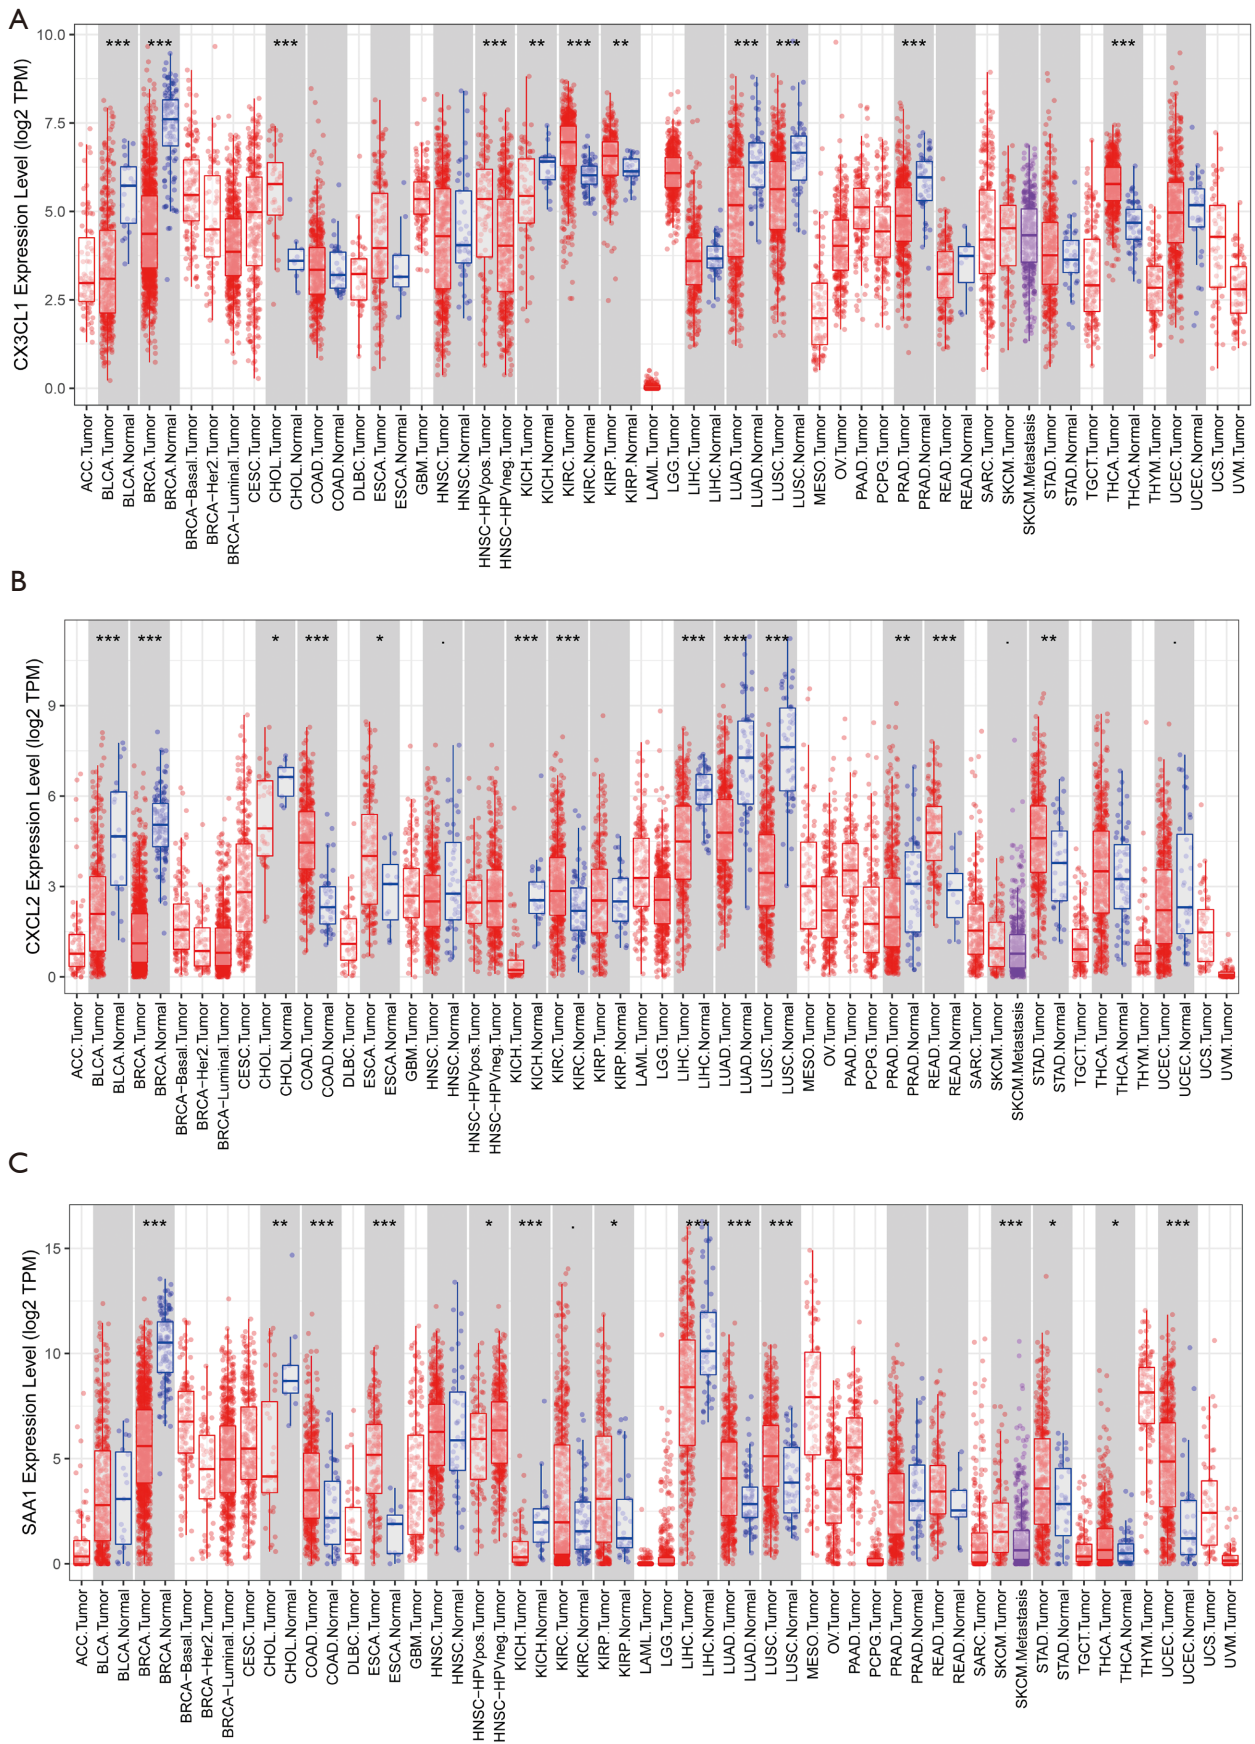 A
CX3CL1 Expression Level (log2 TPM)
10.0
7.5
5.0
2.5
0.0
*** *** *** *** ** *** ** *** *** *** ***
ACC.Tumor
BLCA.Tumor
BLCA.Normal
BRCA.Tumor
BRCA.Normal
BRCA−Basal.Tumor
BRCA−Her2.Tumor
BRCA−Luminal.Tumor
CESC.Tumor
CHOL.Tumor
CHOL.Normal
COAD.Tumor
COAD.Normal
DLBC.Tumor
ESCA.Tumor
ESCA.Normal
GBM.Tumor
HNSC.Tumor
HNSC.Normal
HNSC−HPVpos.Tumor
HNSC−HPVneg.Tumor
KICH.Tumor
KICH.Normal
KIRC.Tumor
KIRC.Normal
KIRP.Tumor
KIRP.Normal
LAML.Tumor
LGG.Tumor
LIHC.Tumor
LIHC.Normal
LUAD.Tumor
LUAD.Normal
LUSC.Tumor
LUSC.Normal
MESO.Tumor
OV.Tumor
PAAD.Tumor
PCPG.Tumor
PRAD.Tumor
PRAD.Normal
READ.Tumor
READ.Normal
SARC.Tumor
SKCM.Tumor
SKCM.Metastasis
STAD.Tumor
STAD.Normal
TGCT.Tumor
THCA.Tumor
THCA.Normal
THYM.Tumor
UCEC.Tumor
UCEC.Normal
UCS.Tumor
UVM.Tumor
B
CXCL2 Expression Level (log2 TPM)
9
6
3
0
*** *** * *** * . *** *** *** *** *** ** *** . ** .
ACC.Tumor
BLCA.Tumor
BLCA.Normal
BRCA.Tumor
BRCA.Normal
BRCA−Basal.Tumor
BRCA−Her2.Tumor
BRCA−Luminal.Tumor
CESC.Tumor
CHOL.Tumor
CHOL.Normal
COAD.Tumor
COAD.Normal
DLBC.Tumor
ESCA.Tumor
ESCA.Normal
GBM.Tumor
HNSC.Tumor
HNSC.Normal
HNSC−HPVpos.Tumor
HNSC−HPVneg.Tumor
KICH.Tumor
KICH.Normal
KIRC.Tumor
KIRC.Normal
KIRP.Tumor
KIRP.Normal
LAML.Tumor
LGG.Tumor
LIHC.Tumor
LIHC.Normal
LUAD.Tumor
LUAD.Normal
LUSC.Tumor
LUSC.Normal
MESO.Tumor
OV.Tumor
PAAD.Tumor
PCPG.Tumor
PRAD.Tumor
PRAD.Normal
READ.Tumor
READ.Normal
SARC.Tumor
SKCM.Tumor
SKCM.Metastasis
STAD.Tumor
STAD.Normal
TGCT.Tumor
THCA.Tumor
THCA.Normal
THYM.Tumor
UCEC.Tumor
UCEC.Normal
UCS.Tumor
UVM.Tumor
C
SAA1 Expression Level (log2 TPM)
15
10
5
0
*** ** *** *** * *** . * *** *** *** *** * * ***
ACC.Tumor
BLCA.Tumor
BLCA.Normal
BRCA.Tumor
BRCA.Normal
BRCA−Basal.Tumor
BRCA−Her2.Tumor
BRCA−Luminal.Tumor
CESC.Tumor
CHOL.Tumor
CHOL.Normal
COAD.Tumor
COAD.Normal
DLBC.Tumor
ESCA.Tumor
ESCA.Normal
GBM.Tumor
HNSC.Tumor
HNSC.Normal
HNSC−HPVpos.Tumor
HNSC−HPVneg.Tumor
KICH.Tumor
KICH.Normal
KIRC.Tumor
KIRC.Normal
KIRP.Tumor
KIRP.Normal
LAML.Tumor
LGG.Tumor
LIHC.Tumor
LIHC.Normal
LUAD.Tumor
LUAD.Normal
LUSC.Tumor
LUSC.Normal
MESO.Tumor
OV.Tumor
PAAD.Tumor
PCPG.Tumor
PRAD.Tumor
PRAD.Normal
READ.Tumor
READ.Normal
SARC.Tumor
SKCM.Tumor
SKCM.Metastasis
STAD.Tumor
STAD.Normal
TGCT.Tumor
THCA.Tumor
THCA.Normal
THYM.Tumor
UCEC.Tumor
UCEC.Normal
UCS.Tumor
UVM.Tumor